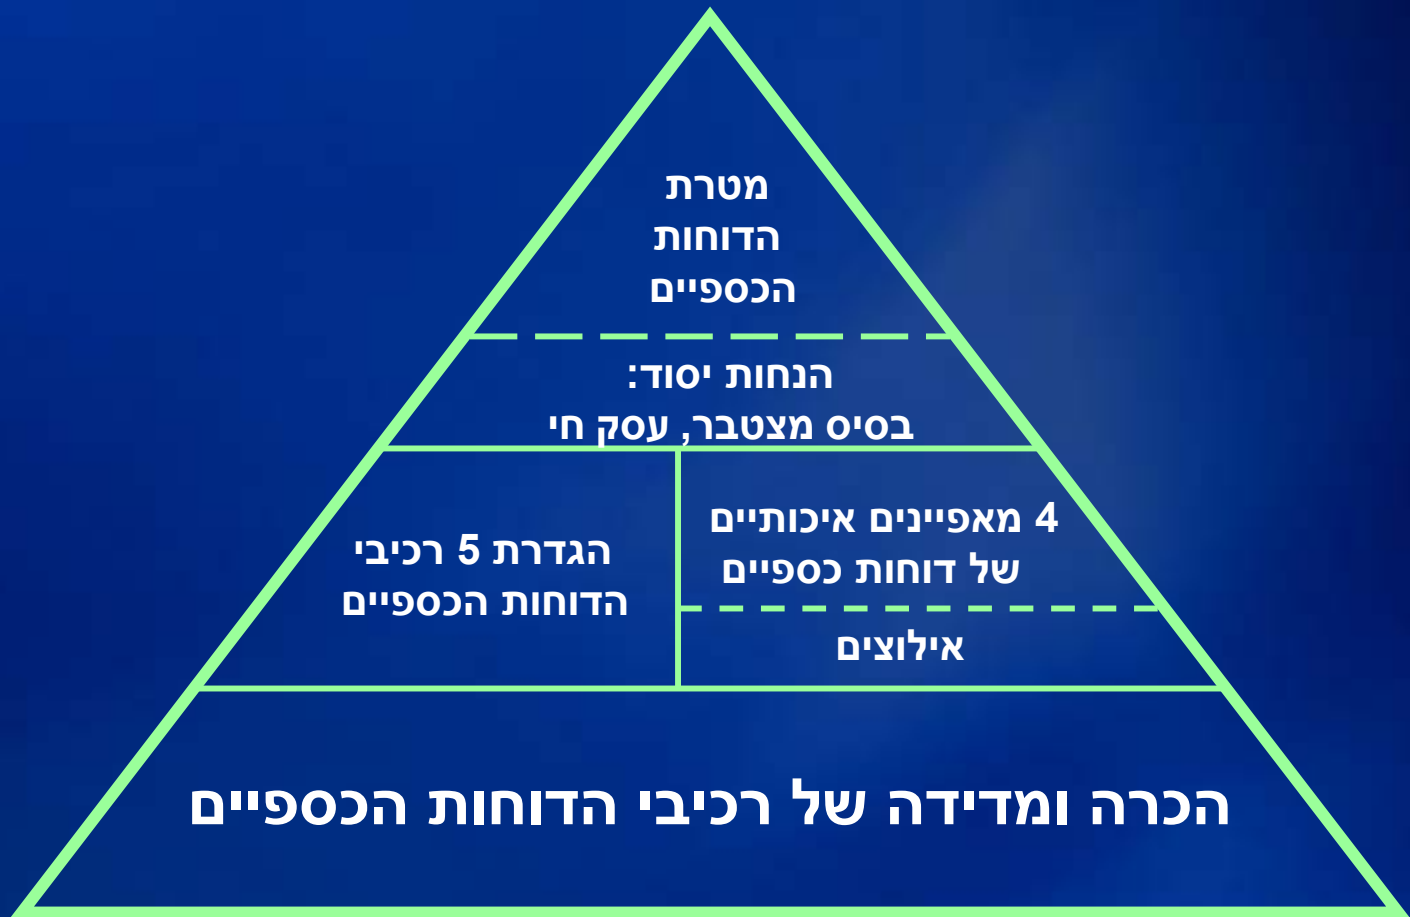 מטרת
הדוחות
הכספיים
הנחות יסוד:
בסיס מצטבר, עסק חי
4 מאפיינים איכותיים
של דוחות כספיים
אילוצים
הגדרת 5 רכיבי
הדוחות הכספיים
הכרה ומדידה של רכיבי הדוחות הכספיים